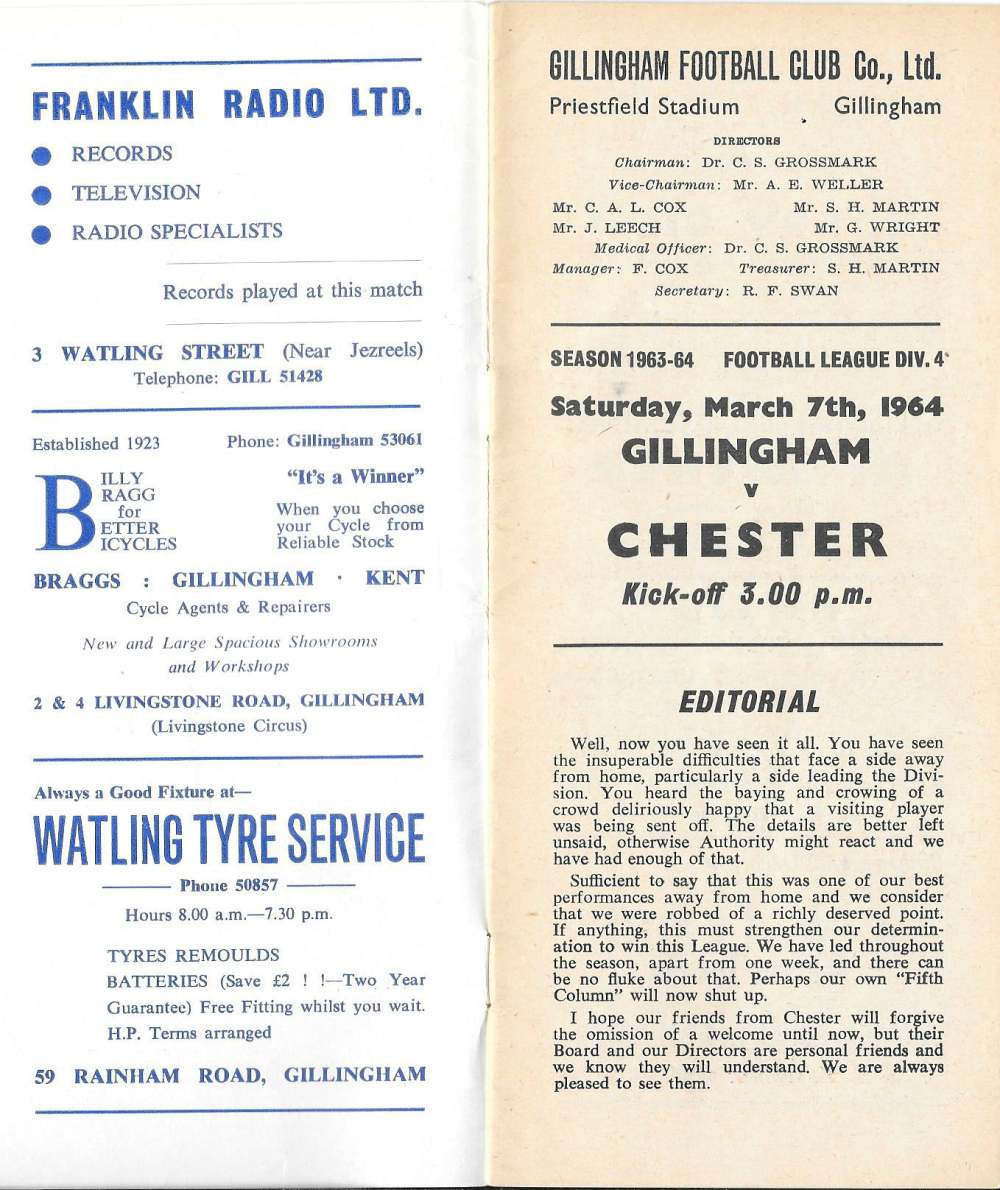 FRANKLIN RADIO LTD.
● RECORDS
● TELEVISION
● RADIO SPECIALISTS
Records played at this match
3 WATLING STREET (Near Jezreels)
Telephone: GILL 51428
Established 1923 Phone: Gillingham 53061
BILLY
BRAGG
for
BETTER
BICYCLES
"It's a Winner"
When you choose
your Cycle from
Reliable Stock
BRAGGS : GILLINGHAM · KENT
Cycle Agents & Repairers
New and Large Spacious Showrooms
and Workshops
2 & 4 LIVINGSTONE ROAD, GILLINGHAM
(Livingstone Circus)
Always a Good Fixture at—
WATLING TYRE SERVICE
Phone 50857
Hours 8.00 a.m.—7.30 p.m.
TYRES REMOULDS
BATTERIES (Save £2 ! !—Two Year
Guarantee) Free Fitting whilst you wait.
H.P. Terms arranged
59 RAINHAM ROAD, GILLINGHAM
GILLINGHAM FOOTBALL CLUB Co., Ltd.
Priestfield Stadium Gillingham
DIRECTORS
Chairman: Dr. C. S. GROSSMARK
Vice-Chairman: Mr. A. E. WELLER
Mr. C. A. L. COX Mr. S. H. MARTIN
Mr. J. LEECH Mr. G. WRIGHT
Medical Officer: Dr. C. S. GROSSMARK
Manager: F. COX Treasurer: S. H. MARTIN
Secretary: R. F. SWAN
SEASON 1963-64 FOOTBALL LEAGUE DIV. 4
Saturday, March 7th, 1964
GILLINGHAM
v
CHESTER
Kick-off 3.00 p.m.
EDITORIAL
Well, now you have seen it all. You have seen
the insuperable difficulties that face a side away
from home, particularly a side leading the Divi-
sion. You heard the baying and crowing of a
crowd deliriously happy that a visiting player
was being sent off. The details are better left
unsaid, otherwise Authority might react and we
have had enough of that.
Sufficient to say that this was one of our best
performances away from home and we consider
that we were robbed of a richly deserved point.
If anything, this must strengthen our determin-
ation to win this League. We have led throughout
the season, apart from one week, and there can
be no fluke about that. Perhaps our own "Fifth
Column" will now shut up.
I hope our friends from Chester will forgive
the omission of a welcome until now, but their
Board and our Directors are personal friends and
we know they will understand. We are always
pleased to see them.